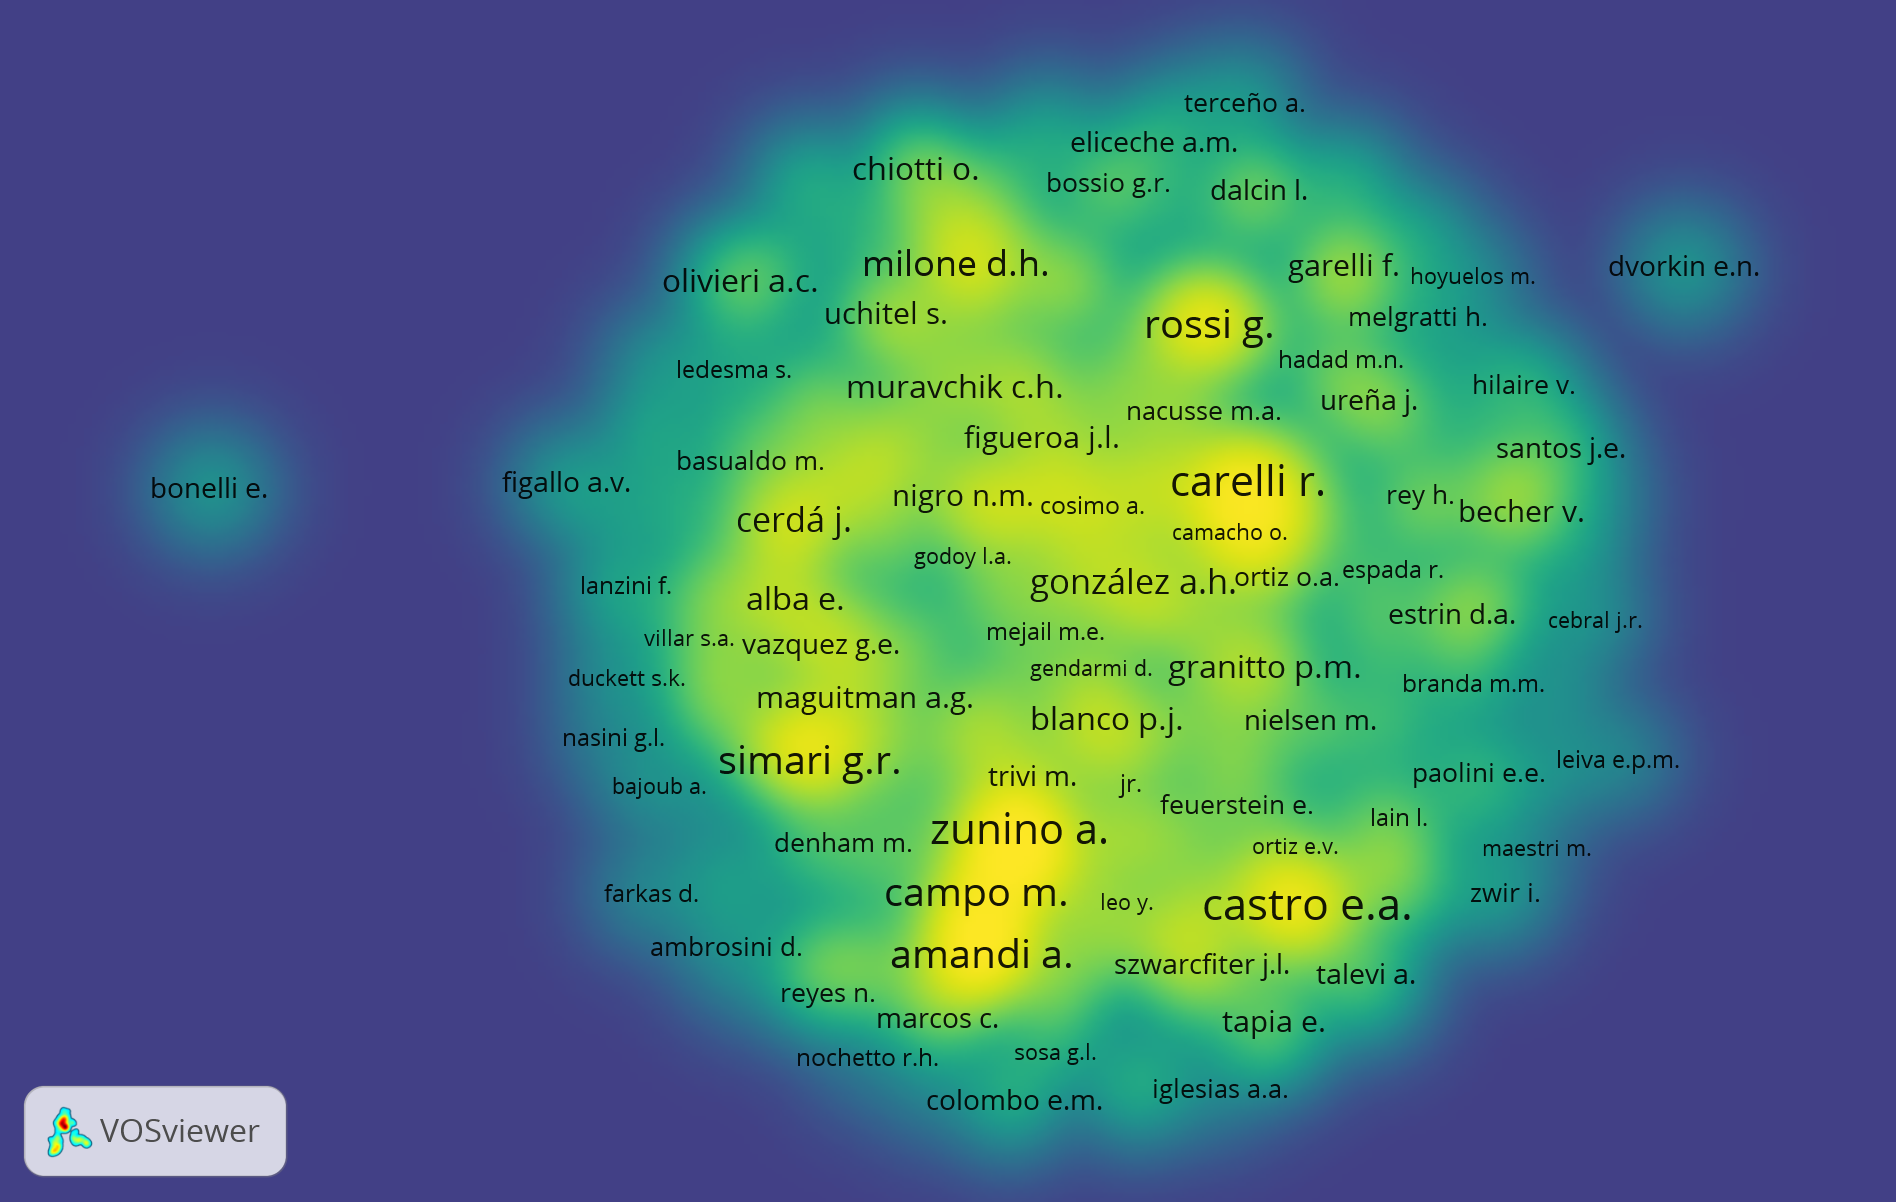 terceño a.
eliceche a.m.
chiotti o.
bossio g.r.
dalcin l.
milone d.h.
garelli f.
hoyuelos m.
dvorkin e.n.
olivieri a.c.
uchitel s.
rossi g.
melgratti h.
ledesma s.
hadad m.n.
muravchik c.h.
hilaire v.
nacusse m.a.
ureña j.
figueroa j.l.
santos j.e.
basualdo m.
bonelli e.
figallo a.v.
carelli r.
nigro n.m.
cosimo a.
rey h.
becher v.
cerdá j.
camacho o.
godoy l.a.
lanzini f.
gonzález a.h.
ortiz o.a.
espada r.
alba e.
estrin d.a.
cebral j.r.
villar s.a.
vazquez g.e.
mejail m.e.
gendarmi d.
granitto p.m.
duckett s.k.
maguitman a.g.
branda m.m.
blanco p.j.
nielsen m.
nasini g.l.
simari g.r.
leiva e.p.m.
trivi m.
jr.
paolini e.e.
bajoub a.
feuerstein e.
lain l.
denham m.
zunino a.
ortiz e.v.
maestri m.
farkas d.
campo m.
leo y.
castro e.a.
zwir i.
ambrosini d.
amandi a.
szwarcfiter j.l.
talevi a.
reyes n.
marcos c.
tapia e.
nochetto r.h.
sosa g.l.
colombo e.m.
iglesias a.a.
VOSviewer